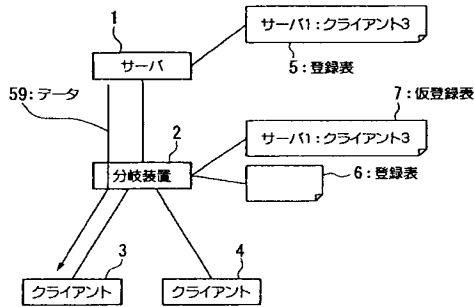 1
サーバ
サーバ1:クライアント3
5:登録表
59:データ
7:仮登録表
2
サーバ1:クライアント3
分岐装置
6:登録表
3
4
クライアント
クライアント